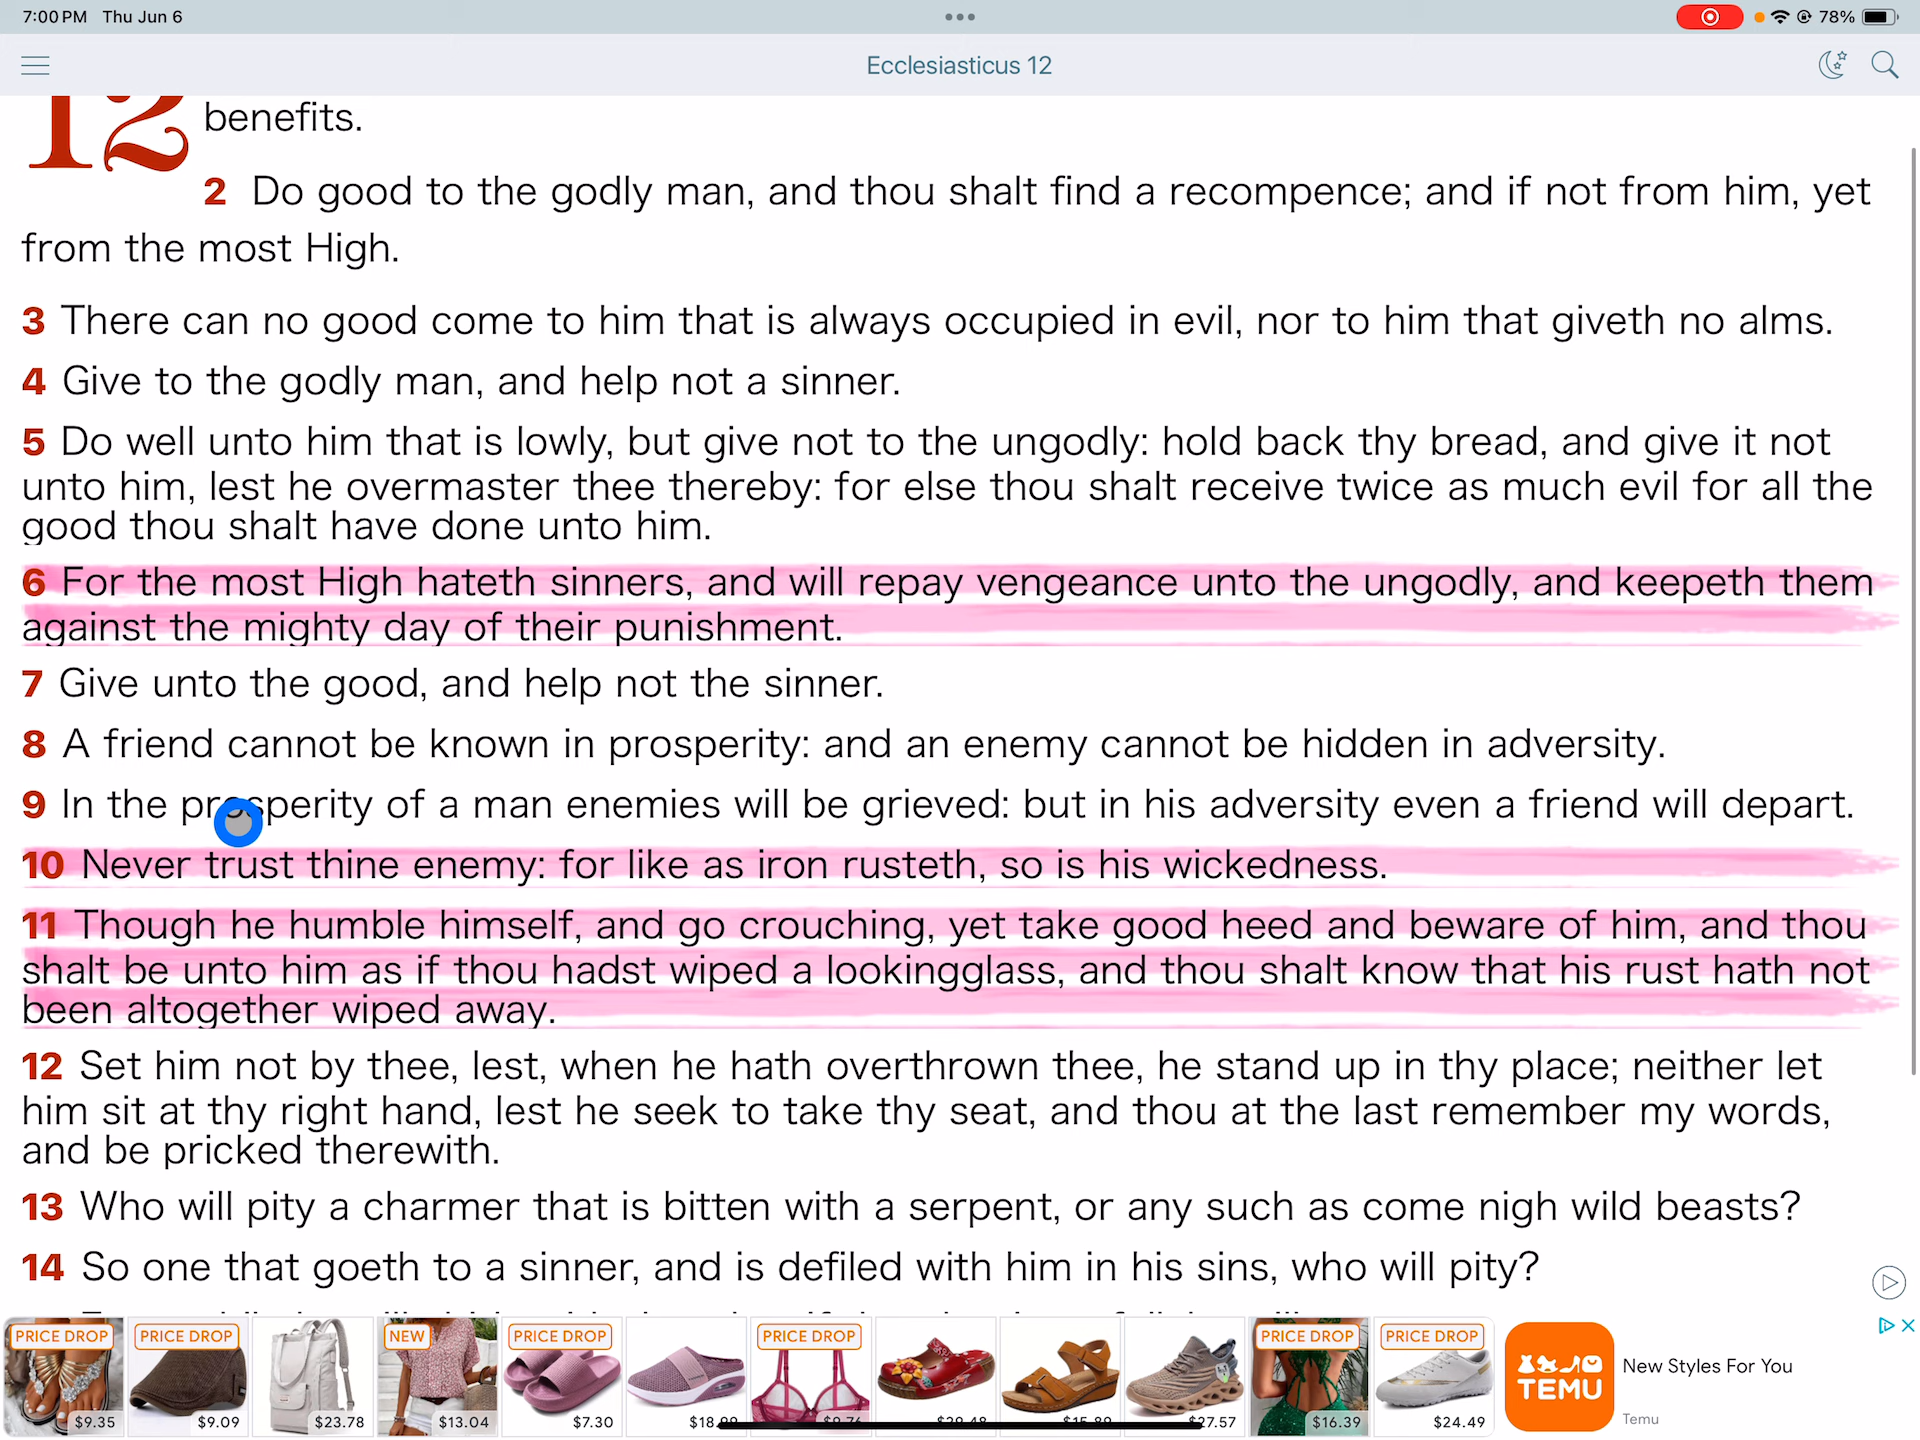 7:00 PM Thu Jun 6
78%
Ecclesiasticus 12
12
benefits.
2 Do good to the godly man, and thou shalt find a recompence; and if not from him, yet
from the most High.
3 There can no good come to him that is always occupied in evil, nor to him that giveth no alms.
4 Give to the godly man, and help not a sinner.
5 Do well unto him that is lowly, but give not to the ungodly: hold back thy bread, and give it not
unto him, lest he overmaster thee thereby: for else thou shalt receive twice as much evil for all the
good thou shalt have done unto him.
6 For the most High hateth sinners, and will repay vengeance unto the ungodly, and keepeth them
against the mighty day of their punishment.
7 Give unto the good, and help not the sinner.
8 A friend cannot be known in prosperity: and an enemy cannot be hidden in adversity.
9 In the prosperity of a man enemies will be grieved: but in his adversity even a friend will depart.
10 Never trust thine enemy: for like as iron rusteth, so is his wickedness.
11 Though he humble himself, and go crouching, yet take good heed and beware of him, and thou
shalt be unto him as if thou hadst wiped a lookingglass, and thou shalt know that his rust hath not
been altogether wiped away.
12 Set him not by thee, lest, when he hath overthrown thee, he stand up in thy place; neither let
him sit at thy right hand, lest he seek to take thy seat, and thou at the last remember my words,
and be pricked therewith.
13 Who will pity a charmer that is bitten with a serpent, or any such as come nigh wild beasts?
14 So one that goeth to a sinner, and is defiled with him in his sins, who will pity?
PRICE DROP PRICE DROP NEW PRICE DROP PRICE DROP PRICE DROP PRICE DROP
$9.35 $9.09 $23.78 $13.04 $7.30 $16.39 $24.49
$27.57
TEMU
New Styles For You
Temu